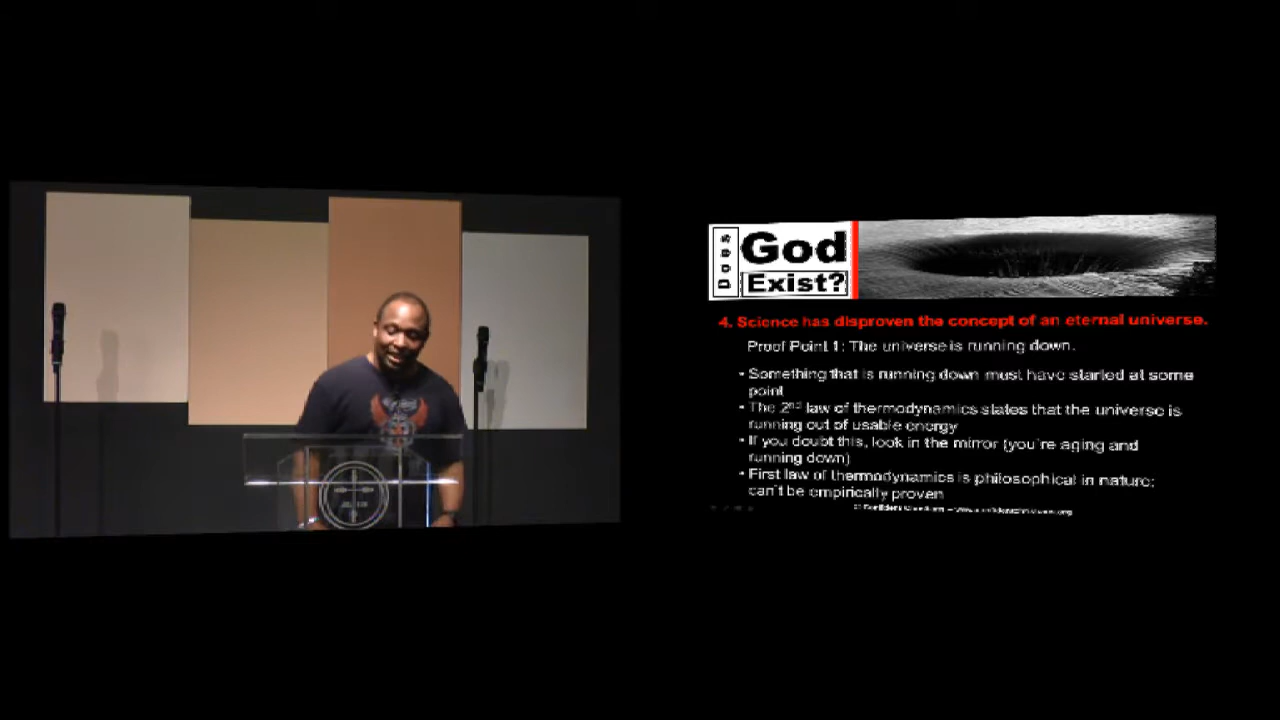 Does
God
Exist?
4. Science has disproven the concept of an eternal universe.
Proof Point 1: The universe is running down.
• Something that is running down must have started at some
point
• The 2nd law of thermodynamics states that the universe is
running out of usable energy
• If you doubt this, look in the mirror (you're aging and
running down)
• First law of thermodynamics is philosophical in nature;
can't be empirically proven